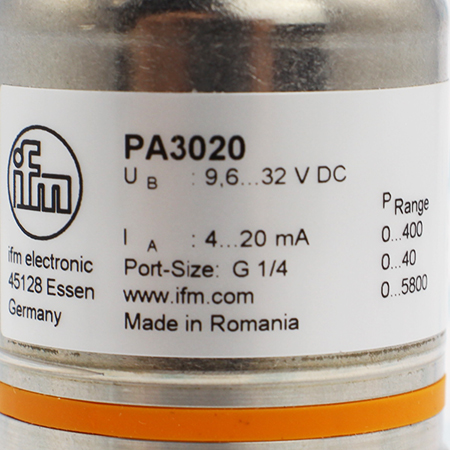 ifm
ifm electronic
45128 Essen
Germany
PA3020
U B : 9,6...32 V DC
I A : 4...20 mA
Port-Size: G 1/4
www.ifm.com
Made in Romania
P Range
0...400
0...40
0...5800